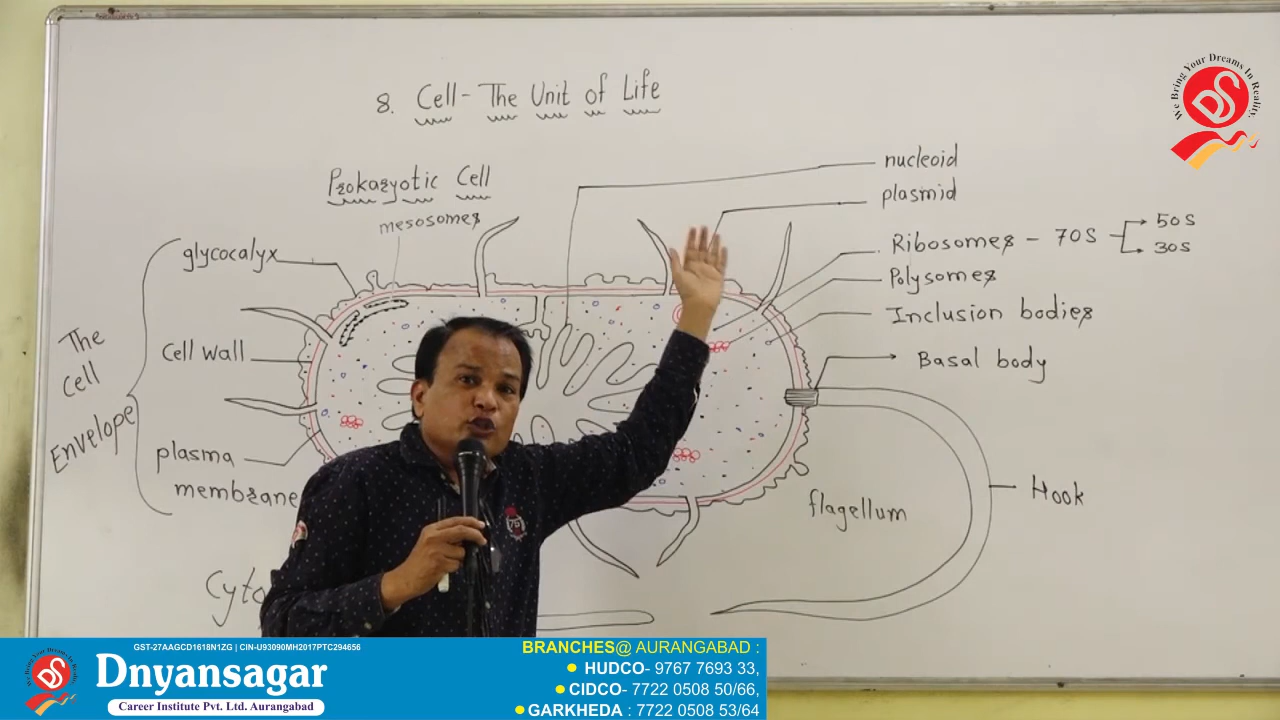 8. Cell - The Unit of Life
Prokaryotic Cell
mesosomes
glycocalyx
Cell wall
plasma
membrane
The
Cell
Envelope
nucleoid
plasmid
Ribosomes - 70S
50S
30S
Polysomes
Inclusion bodies
Basal body
Hook
flagellum
Cyto
We Bring Your Dreams In Reality.
DS
GST-27AAGCD1618N1ZG | CIN-U93090MH2017PTC294656
DS
Dnyansagar
Career Institute Pvt. Ltd. Aurangabad
BRANCHES@ AURANGABAD :
HUDCO- 9767 7693 33,
CIDCO- 7722 0508 50/66,
GARKHEDA : 7722 0508 53/64